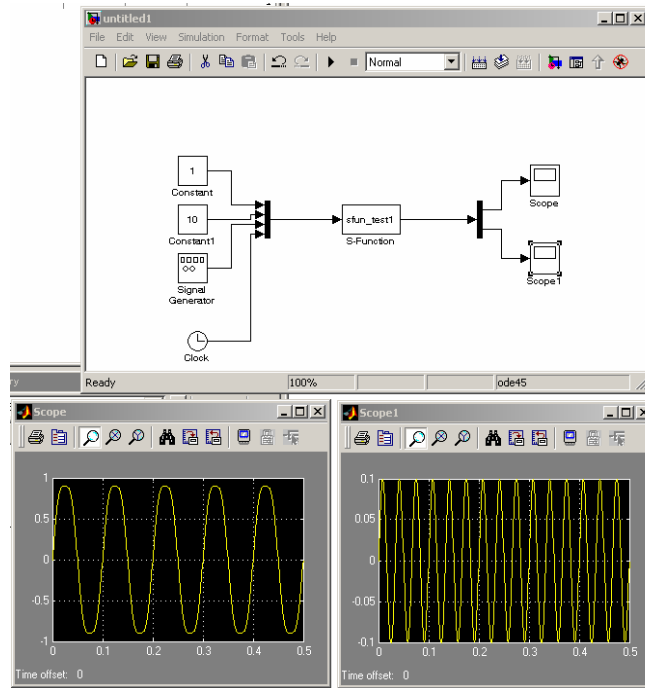 untitled1
File Edit View Simulation Format Tools Help
Normal
1
Constant
10
Constant1
Signal
Generator
Clock
sfun_test1
S-Function
Scope
Scope1
Ready 100% ode45
Scope
1
0.5
0
-0.5
-1
0 0.1 0.2 0.3 0.4 0.5
Time offset: 0
Scope1
0.1
0.05
0
-0.05
-0.1
0 0.1 0.2 0.3 0.4 0.5
Time offset: 0